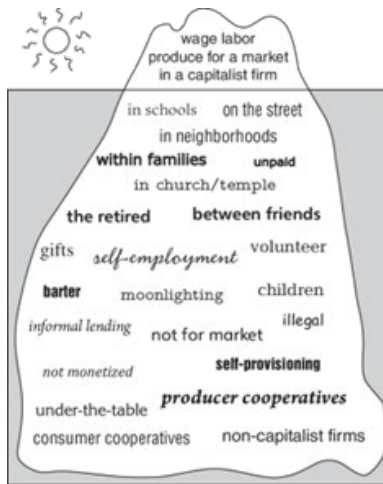 wage labor
produce for a market
in a capitalist firm
in schools on the street
in neighborhoods
within families unpaid
in church/temple
the retired between friends
gifts self-employment volunteer
barter moonlighting children
informal lending not for market illegal
not monetized self-provisioning
under-the-table producer cooperatives
consumer cooperatives non-capitalist firms